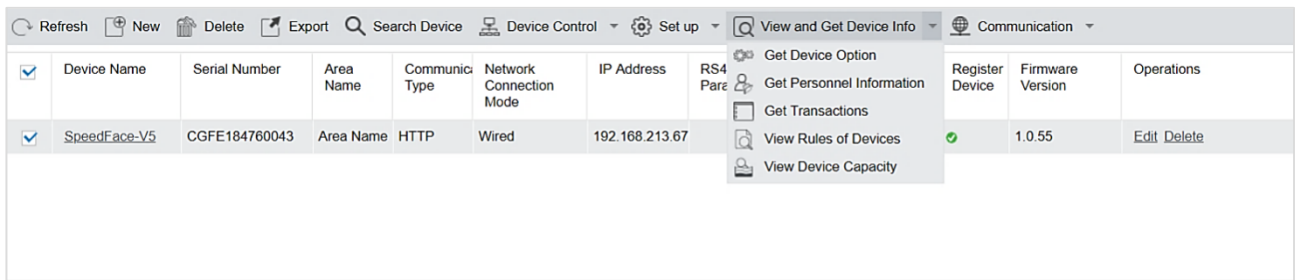 Refresh New Delete Export Search Device Device Control Set up View and Get Device Info Communication
Get Device Option
Get Personnel Information
Get Transactions
View Rules of Devices
View Device Capacity
Device Name Serial Number Area Name Communica Type Network Connection Mode IP Address RS4 Para Register Device Firmware Version Operations
SpeedFace-V5 CGFE184760043 Area Name HTTP Wired 192.168.213.67 1.0.55 Edit Delete